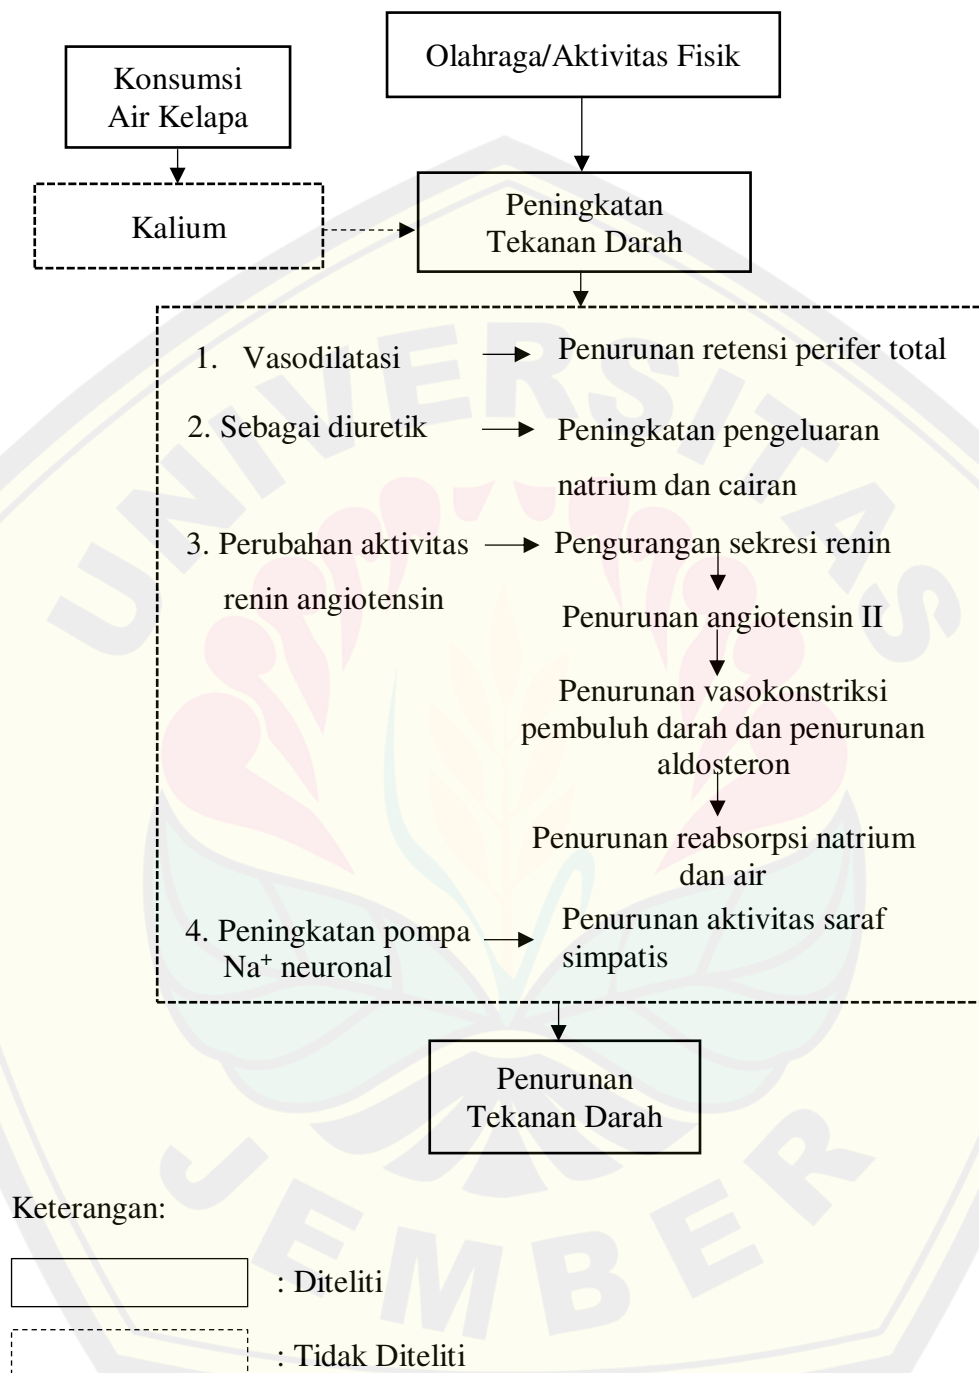 Olahraga/Aktivitas Fisik
Konsumsi
Air Kelapa
Kalium
Peningkatan
Tekanan Darah
1. Vasodilatasi
Penurunan retensi perifer total
2. Sebagai diuretik
Peningkatan pengeluaran
natrium dan cairan
3. Perubahan aktivitas
renin angiotensin
Pengurangan sekresi renin
Penurunan angiotensin II
Penurunan vasokonstriksi
pembuluh darah dan penurunan
aldosteron
Penurunan reabsorpsi natrium
dan air
4. Peningkatan pompa
Na⁺ neuronal
Penurunan aktivitas saraf
simpatis
Penurunan
Tekanan Darah
Keterangan:
: Diteliti
: Tidak Diteliti
UNIVERSITAS
JEMBER